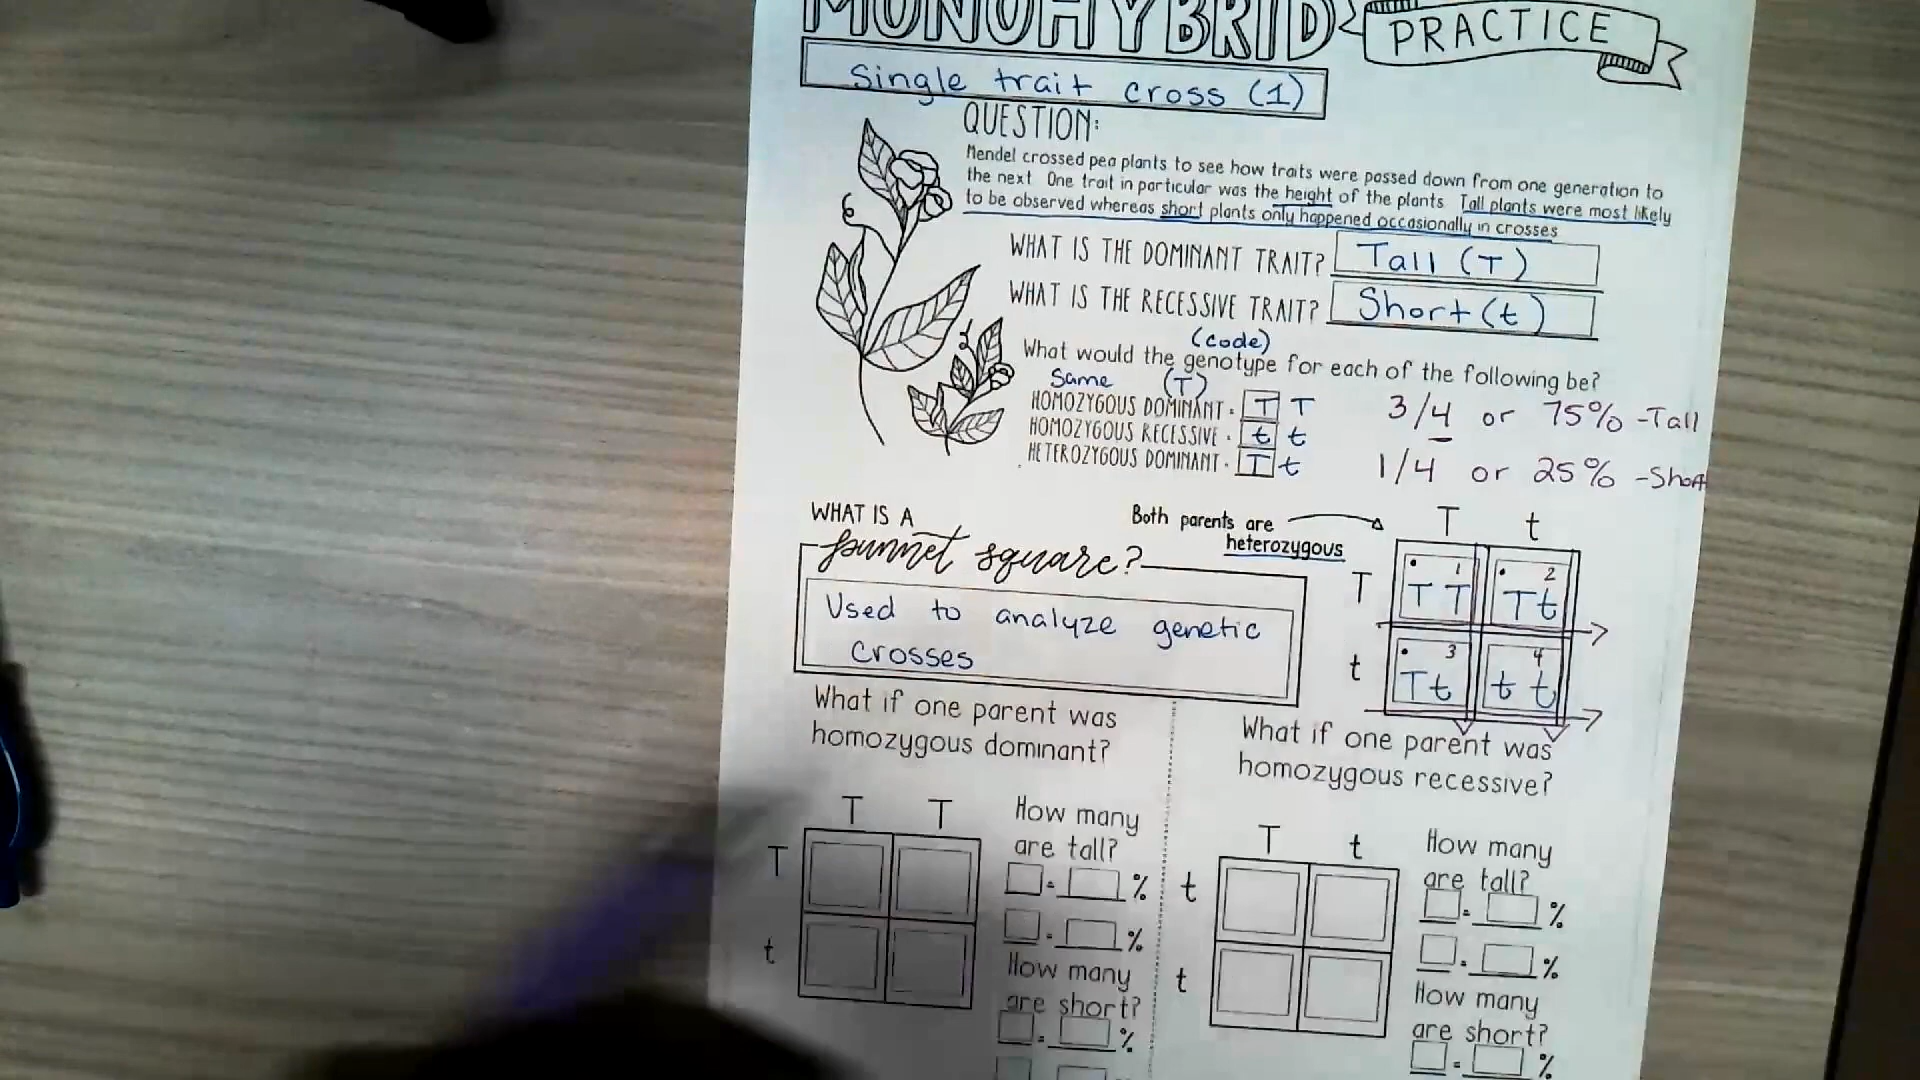 MONOHYBRID PRACTICE
Single trait cross (1)
QUESTION:
Mendel crossed pea plants to see how traits were passed down from one generation to
the next. One trait in particular was the height of the plants. Tall plants were most likely
to be observed whereas short plants only happened occasionally in crosses
WHAT IS THE DOMINANT TRAIT? Tall (T)
WHAT IS THE RECESSIVE TRAIT? Short (t)
(code)
What would the genotype for each of the following be?
Same (T)
HOMOZYGOUS DOMINANT - T T
HOMOZYGOUS RECESSIVE - t t
HETEROZYGOUS DOMINANT - T t
3/4 or 75% -Tall
1/4 or 25% -Short
WHAT IS A
punnet square?
Used to analyze genetic
crosses
Both parents are
heterozygous
T t
T 1 TT 2 Tt
t 3 Tt 4 tt
What if one parent was
homozygous dominant?
T T
T
t
How many
are tall?
- %
- %
How many
are short?
- %
What if one parent was
homozygous recessive?
T t
t
t
How many
are tall?
- %
- %
How many
are short?
- %